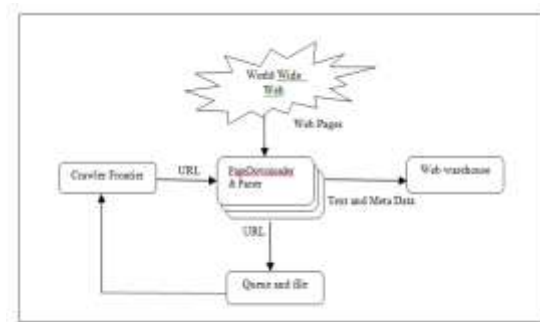 World Wide
Web
Web Pages
URL
Crawler Frontier
PageDownloader
& Parser
Web warehouse
Text and Meta Data
URL
Queue and file